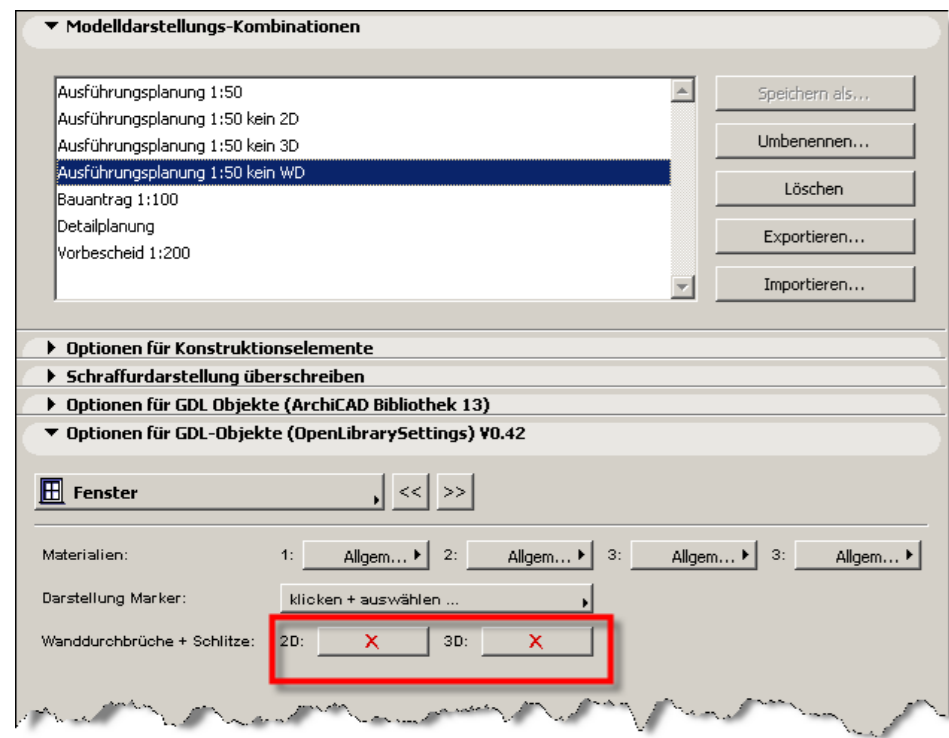 Modelldarstellungs-Kombinationen
Ausführungsplanung 1:50
Ausführungsplanung 1:50 kein 2D
Ausführungsplanung 1:50 kein 3D
Ausführungsplanung 1:50 kein WD
Bauantrag 1:100
Detailplanung
Vorbescheid 1:200
Speichern als...
Umbenennen...
Löschen
Exportieren...
Importieren...
Optionen für Konstruktionselemente
Schraffurdarstellung überschreiben
Optionen für GDL Objekte (ArchiCAD Bibliothek 13)
Optionen für GDL-Objekte (OpenLibrarySettings) V0.42
Fenster << >>
Materialien: 1: Allgem... 2: Allgem... 3: Allgem... 3: Allgem...
Darstellung Marker: klicken + auswählen ...
Wanddurchbrüche + Schlitze: 2D: X 3D: X